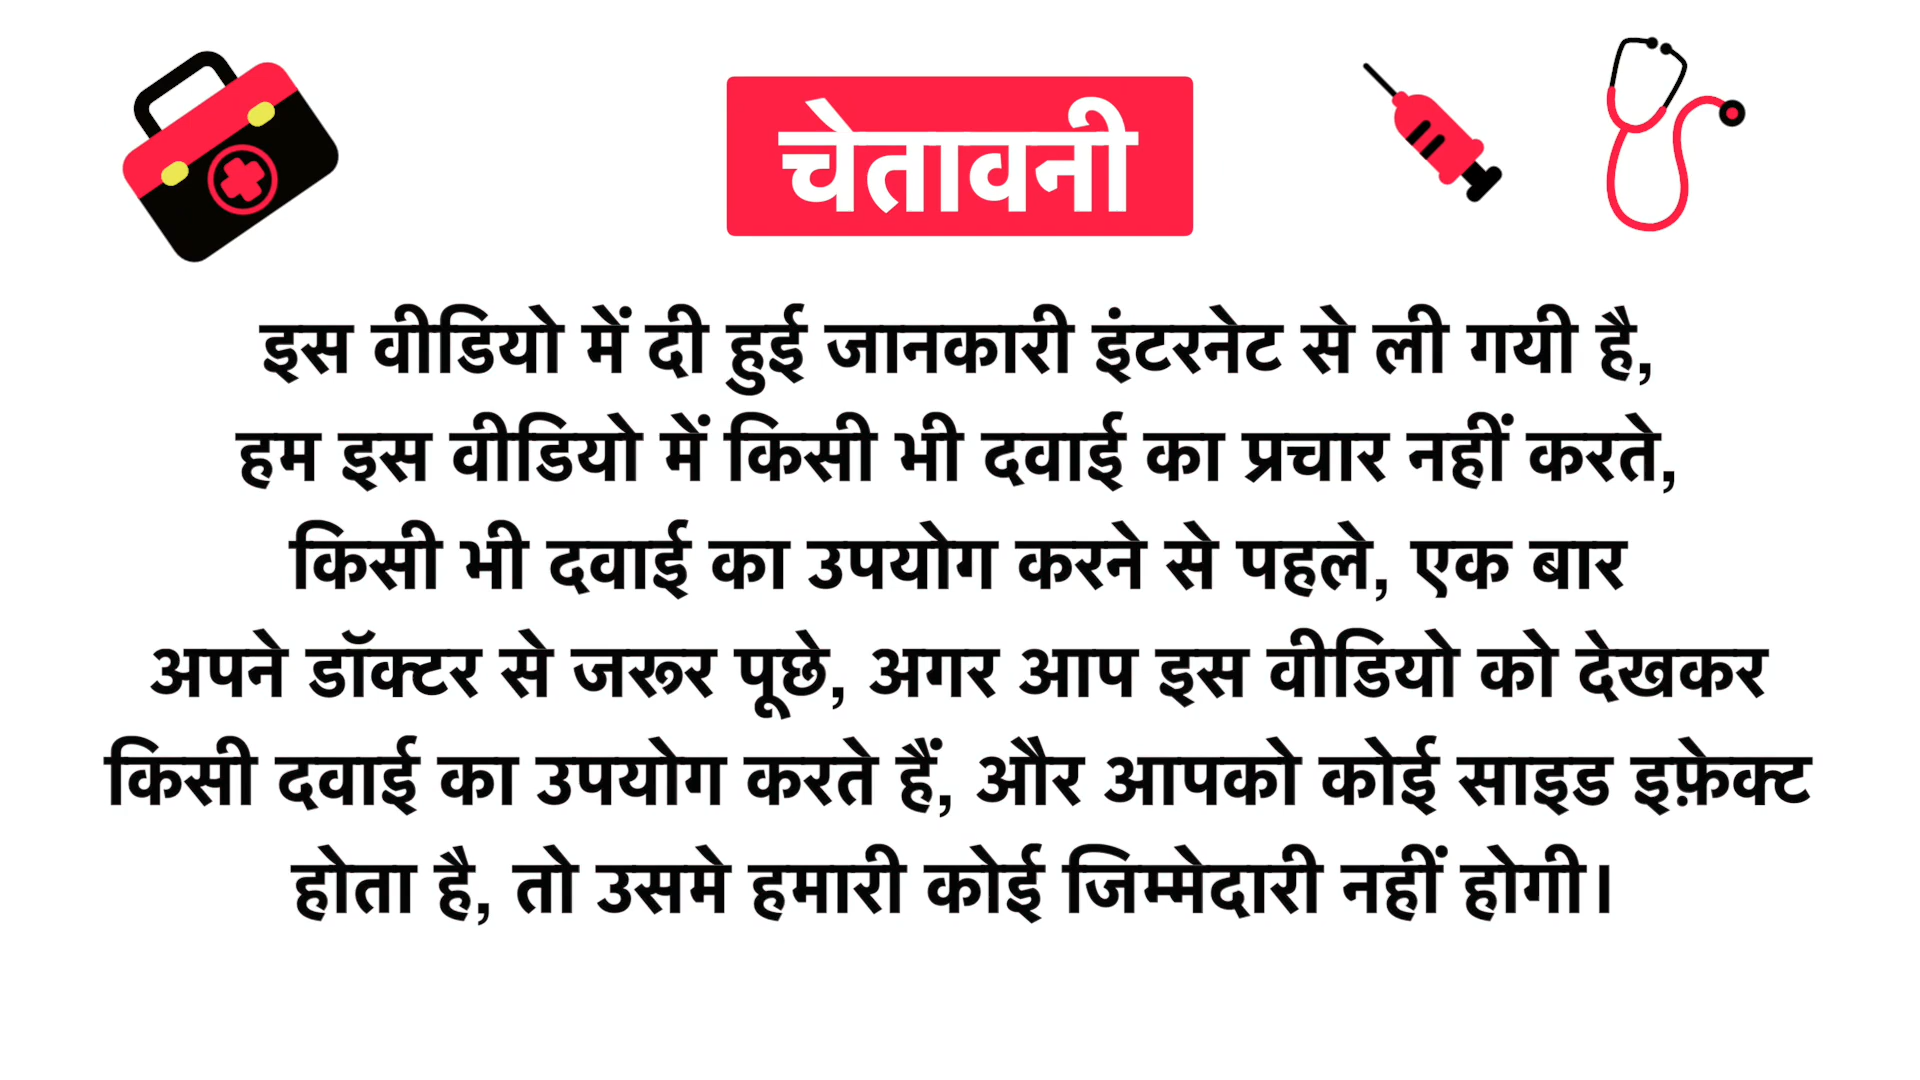 चेतावनी
इस वीडियो में दी हुई जानकारी इंटरनेट से ली गयी है,
हम इस वीडियो में किसी भी दवाई का प्रचार नहीं करते,
किसी भी दवाई का उपयोग करने से पहले, एक बार
अपने डॉक्टर से जरूर पूछे, अगर आप इस वीडियो को देखकर
किसी दवाई का उपयोग करते हैं, और आपको कोई साइड इफ़ेक्ट
होता है, तो उसमे हमारी कोई जिम्मेदारी नहीं होगी।